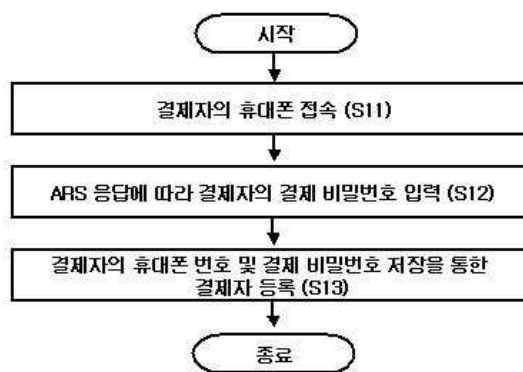 시작
결제자의 휴대폰 접속 (S11)
ARS 응답에 따라 결제자의 결제 비밀번호 입력 (S12)
결제자의 휴대폰 번호 및 결제 비밀번호 저장을 통한
결제자 등록 (S13)
종료